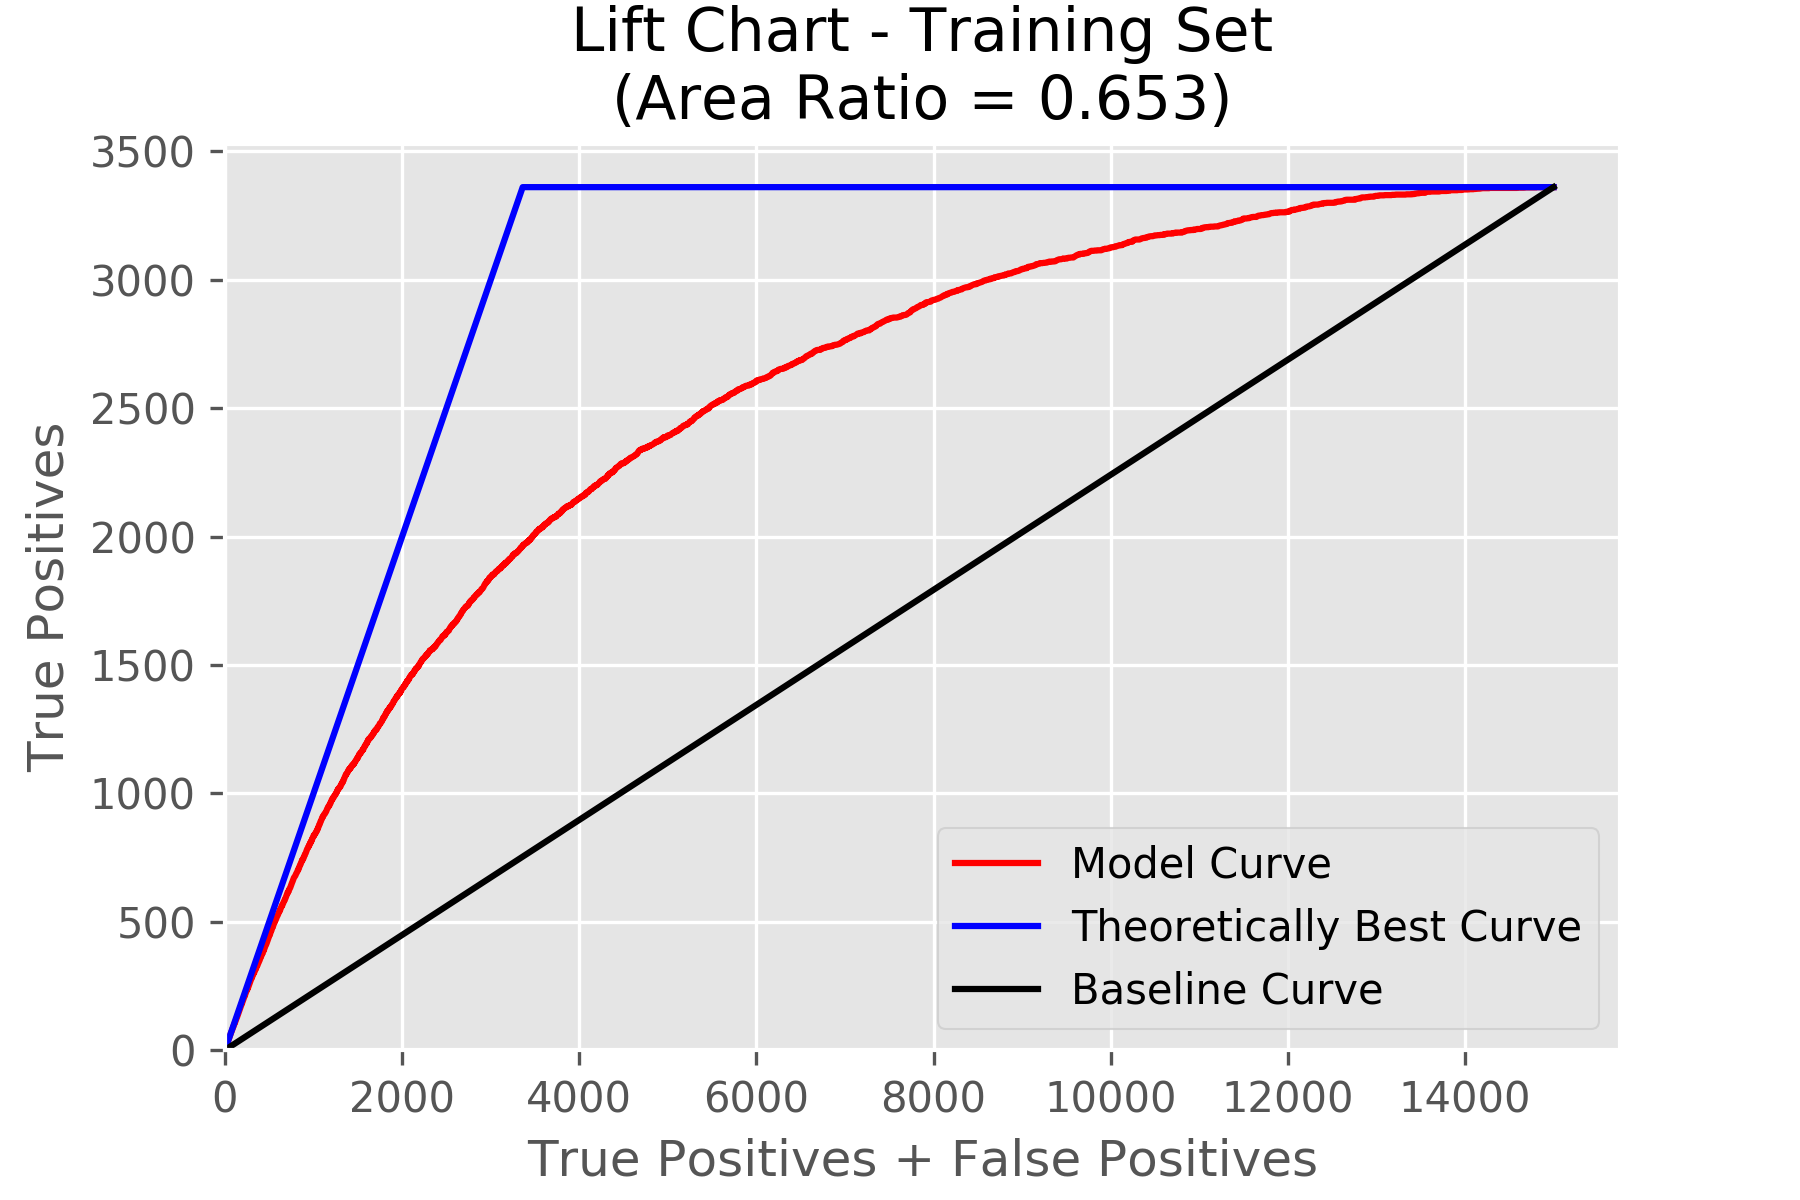 Lift Chart - Training Set
(Area Ratio = 0.653)
3500
3000
2500
2000
1500
1000
500
0
True Positives
Model Curve
Theoretically Best Curve
Baseline Curve
0 2000 4000 6000 8000 10000 12000 14000
True Positives + False Positives